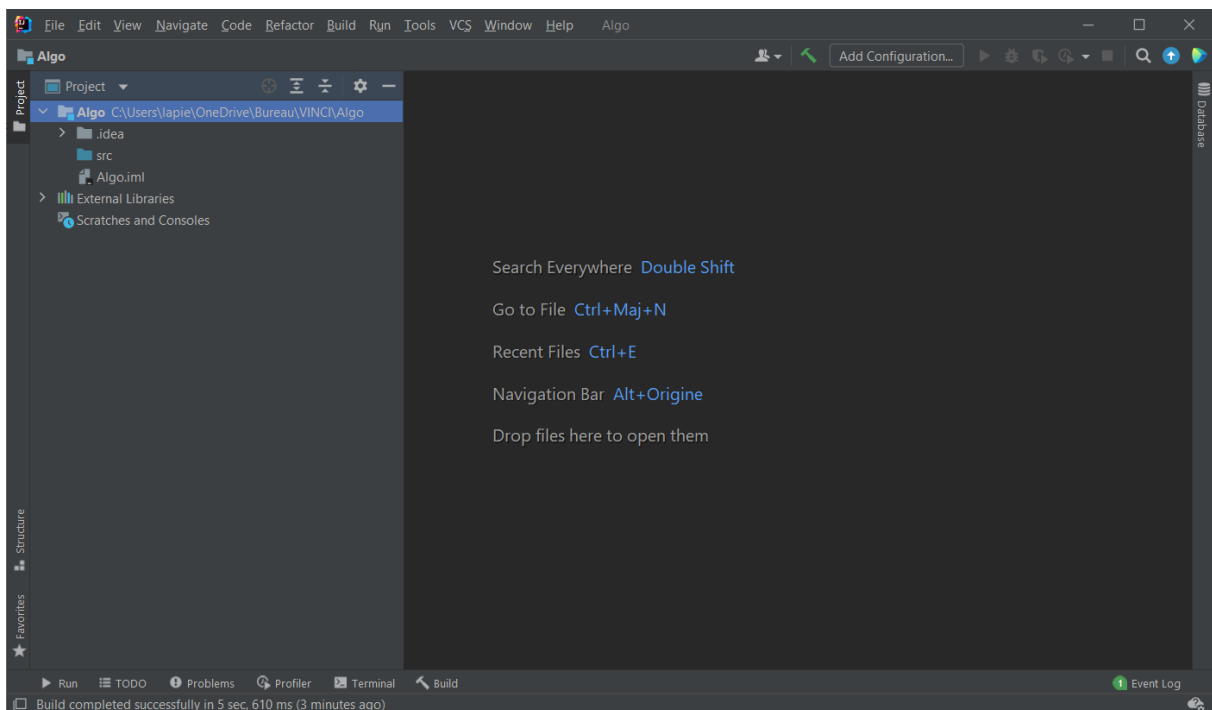 File Edit View Navigate Code Refactor Build Run Tools VCS Window Help Algo
Algo
Add Configuration...
Project
Project
Algo C:\Users\lapie\OneDrive\Bureau\VINCI\Algo
.idea
src
Algo.iml
External Libraries
Scratches and Consoles
Search Everywhere Double Shift
Go to File Ctrl+Maj+N
Recent Files Ctrl+E
Navigation Bar Alt+Origine
Drop files here to open them
Database
Structure
Favorites
Run TODO Problems Profiler Terminal Build
1 Event Log
Build completed successfully in 5 sec, 610 ms (3 minutes ago)